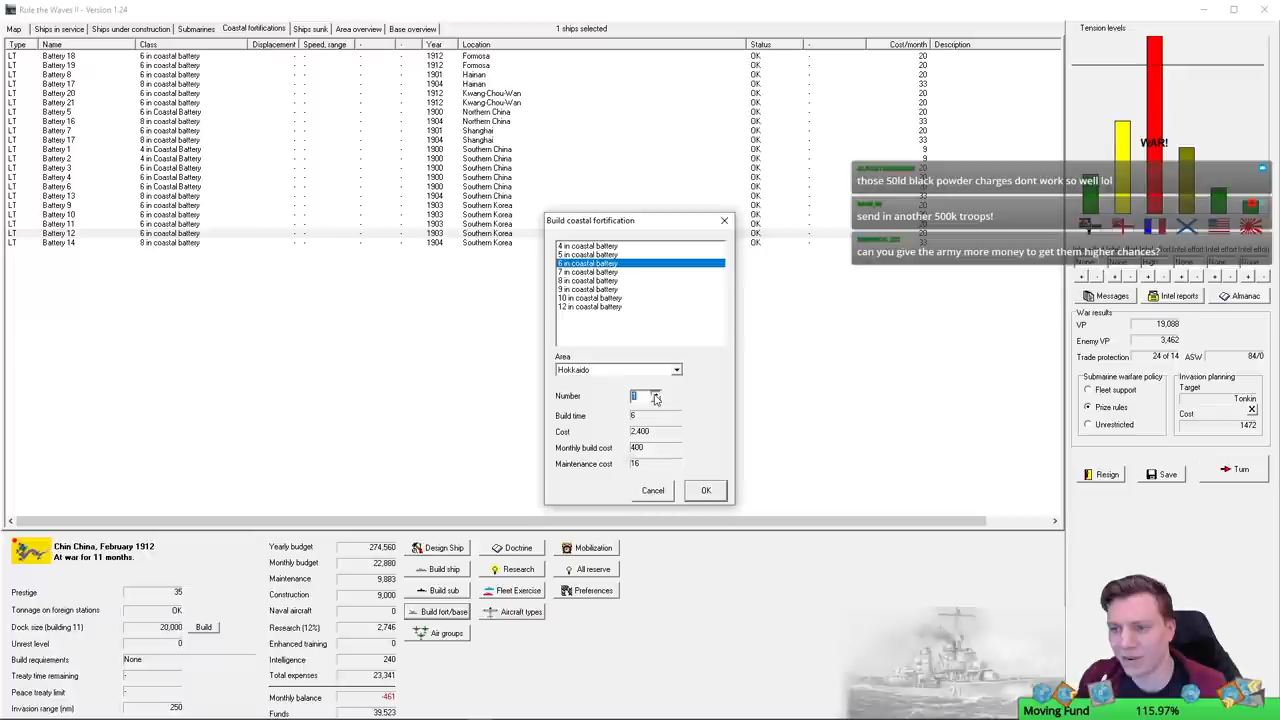 Rule the Waves II - Version 1.24
Map Ships in service Ships under construction Submarines Coastal fortifications Ships sunk Area overview Base overview 1 ships selected
Type Name Class Displacement Speed, range - - Year Location Status - Cost/month Description
LT Battery 18 6 in coastal battery - - - - - 1912 Formosa OK - 20
LT Battery 19 6 in coastal battery - - - - - 1912 Formosa OK - 20
LT Battery 8 6 in coastal battery - - - - - 1901 Hainan OK - 20
LT Battery 17 8 in coastal battery - - - - - 1904 Hainan OK - 33
LT Battery 20 6 in coastal battery - - - - - 1912 Kwang-Chou-Wan OK - 20
LT Battery 21 6 in coastal battery - - - - - 1912 Kwang-Chou-Wan OK - 20
LT Battery 5 6 in Coastal Battery - - - - - 1900 Northern China OK - 20
LT Battery 16 8 in coastal battery - - - - - 1904 Northern China OK - 33
LT Battery 7 6 in coastal battery - - - - - 1901 Shanghai OK - 20
LT Battery 17 8 in coastal battery - - - - - 1904 Shanghai OK - 33
LT Battery 1 4 in Coastal Battery - - - - - 1900 Southern China OK - 9
LT Battery 2 4 in Coastal Battery - - - - - 1900 Southern China OK - 9
LT Battery 3 6 in Coastal Battery - - - - - 1900 Southern China OK - 20
LT Battery 4 6 in Coastal Battery - - - - - 1900 Southern China OK
LT Battery 6 6 in Coastal Battery - - - - - 1900 Southern China OK
LT Battery 13 8 in coastal battery - - - - - 1904 Southern China OK
LT Battery 9 6 in coastal battery 1903 Southern Korea OK
LT Battery 10 6 in coastal battery 1903 Southern Korea OK
LT Battery 11 6 in coastal battery 1903 Southern Korea OK
LT Battery 12 6 in coastal battery 1903 Southern Korea OK
LT Battery 14 8 in coastal battery 1904 Southern Korea OK
Build coastal fortification
4 in coastal battery
5 in coastal battery
6 in coastal battery
7 in coastal battery
8 in coastal battery
9 in coastal battery
10 in coastal battery
12 in coastal battery
Area
Hokkaido
Number 1
Build time 6
Cost 2,400
Monthly build cost 400
Maintenance cost 16
Cancel OK
those 50ld black powder charges dont work so well lol
send in another 500k troops!
can you give the army more money to get them higher chances?
Tension levels
WAR!
+ - + - + - + - + - + -
Messages Intel reports Almanac
War results
VP 19,088
Enemy VP 3,462
Trade protection 24 of 14 ASW 84/0
Submarine warfare policy
Fleet support
Prize rules
Unrestricted
Invasion planning
Target
Tonkin
Cost X
1472
Resign Save Turn
Chin China, February 1912
At war for 11 months.
Prestige 35
Tonnage on foreign stations OK
Dock size (building 11) 20,000 Build
Unrest level 0
Build requirements None
Treaty time remaining -
Peace treaty limit -
Invasion range (nm) 250
Yearly budget 274,560
Monthly budget 22,880
Maintenance 9,883
Construction 9,000
Naval aircraft 0
Research (12%) 2,746
Enhanced training 0
Intelligence 240
Total expenses 23,341
Monthly balance -461
Funds 39,523
Design Ship Doctrine Mobilization
Build ship Research All reserve
Build sub Fleet Exercise Preferences
Build fort/base Aircraft types
Air groups
Moving Fund 115.97%